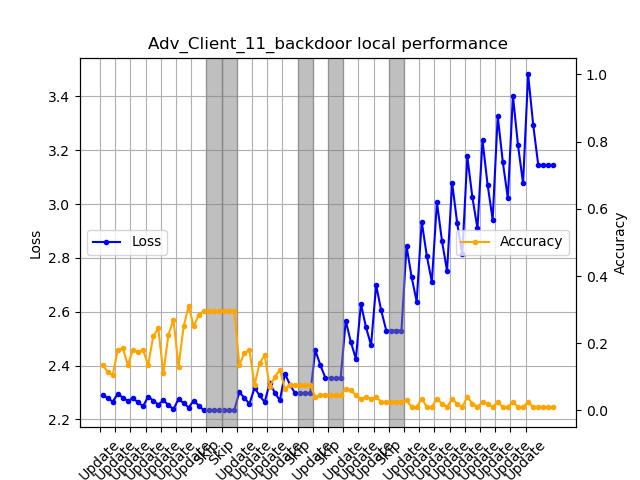 Adv_Client_11_backdoor local performance
3.4
3.2
3.0
2.8
2.6
2.4
2.2
Loss
Loss
Accuracy
1.0
0.8
0.6
0.4
0.2
0.0
Accuracy
Update
Update
Update
Update
Update
Update
Update
Skip
Skip
Update
Update
Update
Update
Skip
Update
Skip
Update
Update
Update
Skip
Update
Update
Update
Update
Update
Update
Update
Update
Update